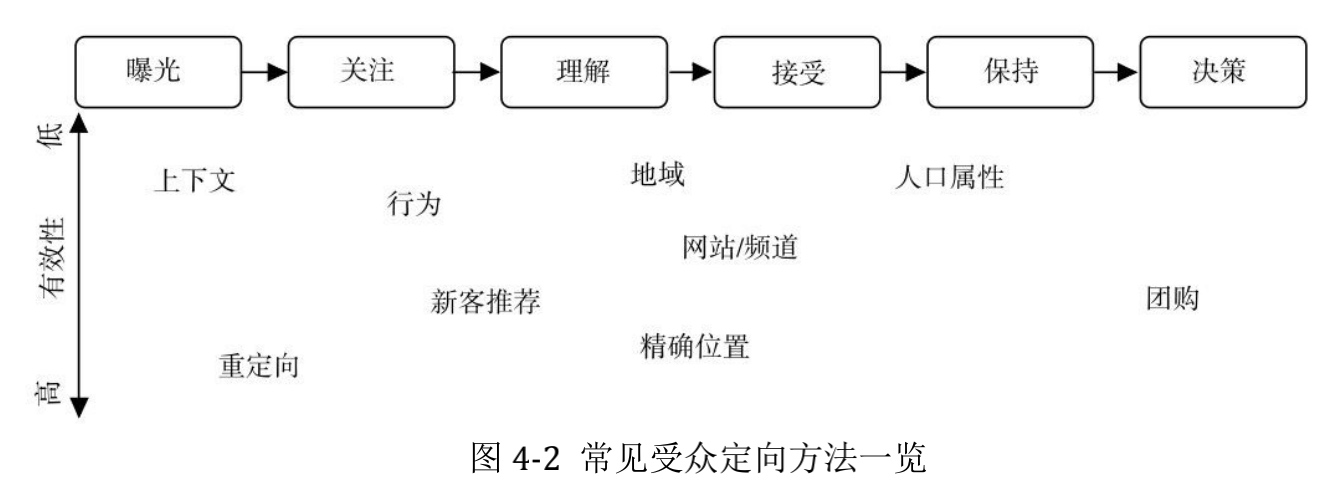 曝光 关注 理解 接受 保持 决策
低
有效性
高
上下文
地域
人口属性
行为
网站/频道
新客推荐
团购
精确位置
重定向
图 4-2 常见受众定向方法一览